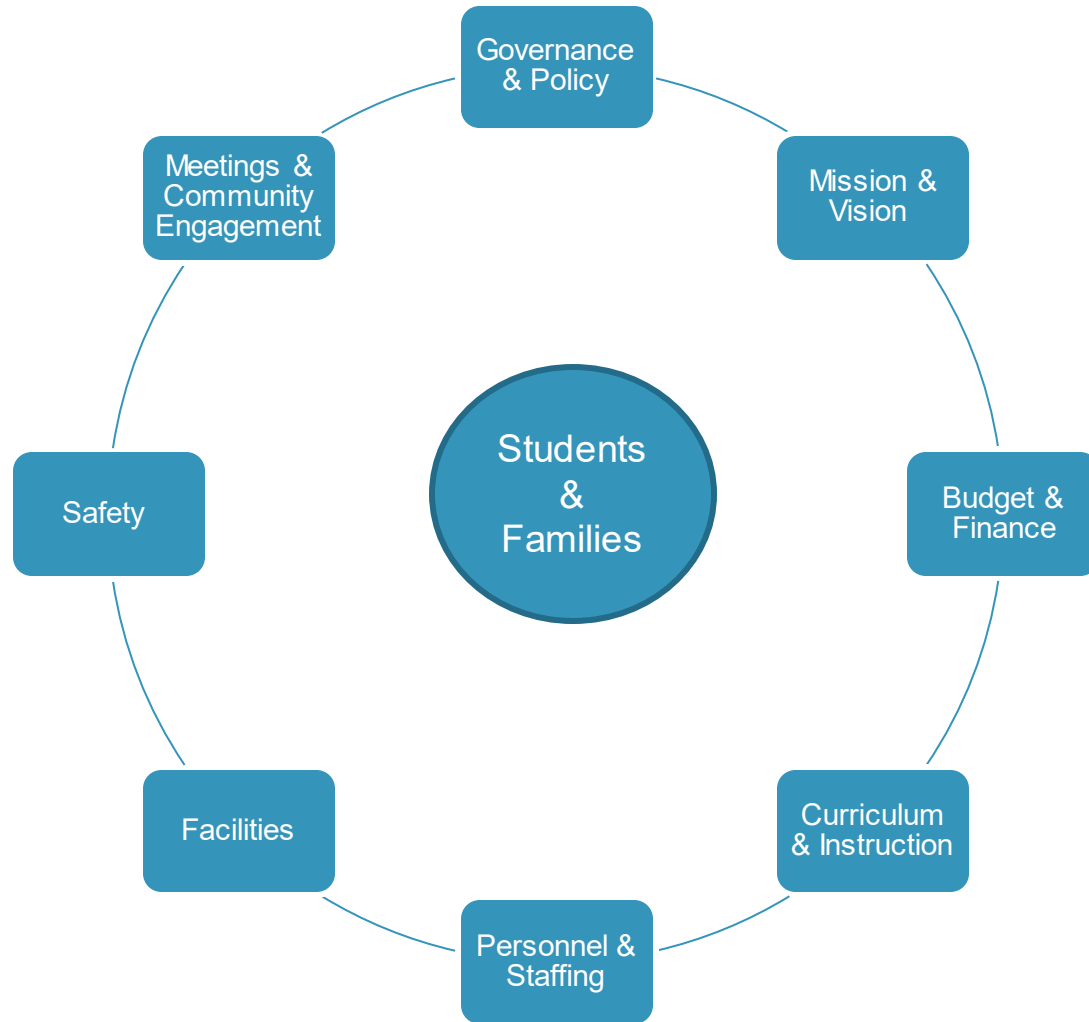 Governance
& Policy
Meetings &
Community
Engagement
Mission &
Vision
Students
&
Families
Safety
Budget &
Finance
Facilities
Curriculum
& Instruction
Personnel &
Staffing